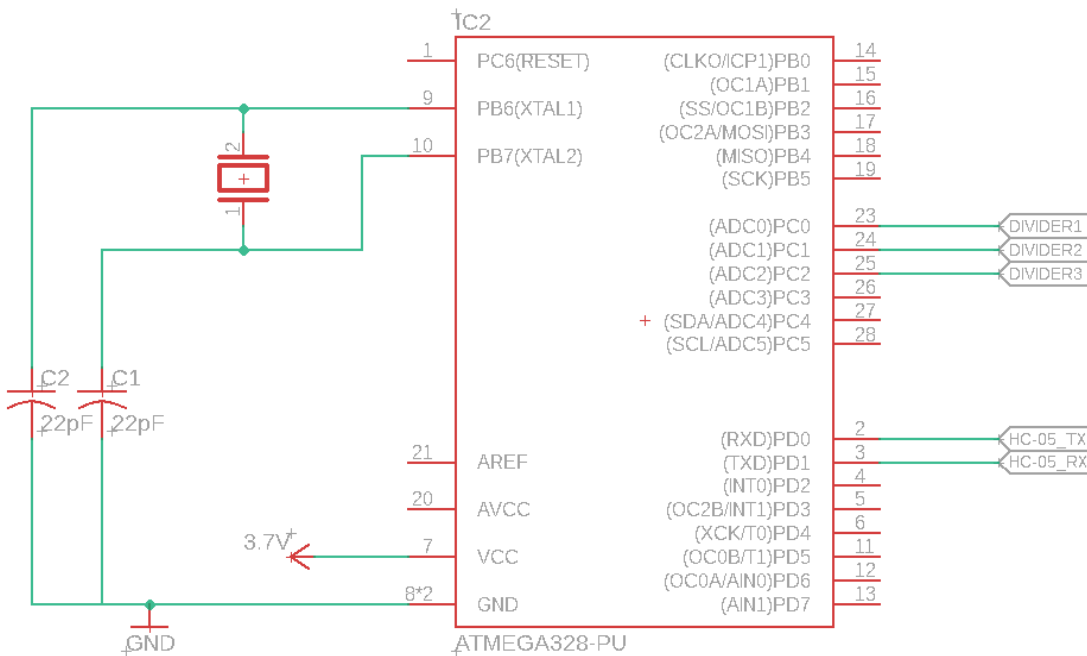 IC2
1 PC6(RESET) (CLKO/ICP1)PB0 14
(OC1A)PB1 15
9 PB6(XTAL1) (SS/OC1B)PB2 16
(OC2A/MOSI)PB3 17
10 PB7(XTAL2) (MISO)PB4 18
(SCK)PB5 19
2
1
(ADC0)PC0 23 DIVIDER1
(ADC1)PC1 24 DIVIDER2
(ADC2)PC2 25 DIVIDER3
(ADC3)PC3 26
(SDA/ADC4)PC4 27
(SCL/ADC5)PC5 28
C2 C1
22pF 22pF
(RXD)PD0 2 HC-05_TX
21 AREF (TXD)PD1 3 HC-05_RX
(INT0)PD2 4
20 AVCC (OC2B/INT1)PD3 5
(XCK/T0)PD4 6
3.7V 7 VCC (OC0B/T1)PD5 11
(OC0A/AIN0)PD6 12
8*2 GND (AIN1)PD7 13
GND ATMEGA328-PU